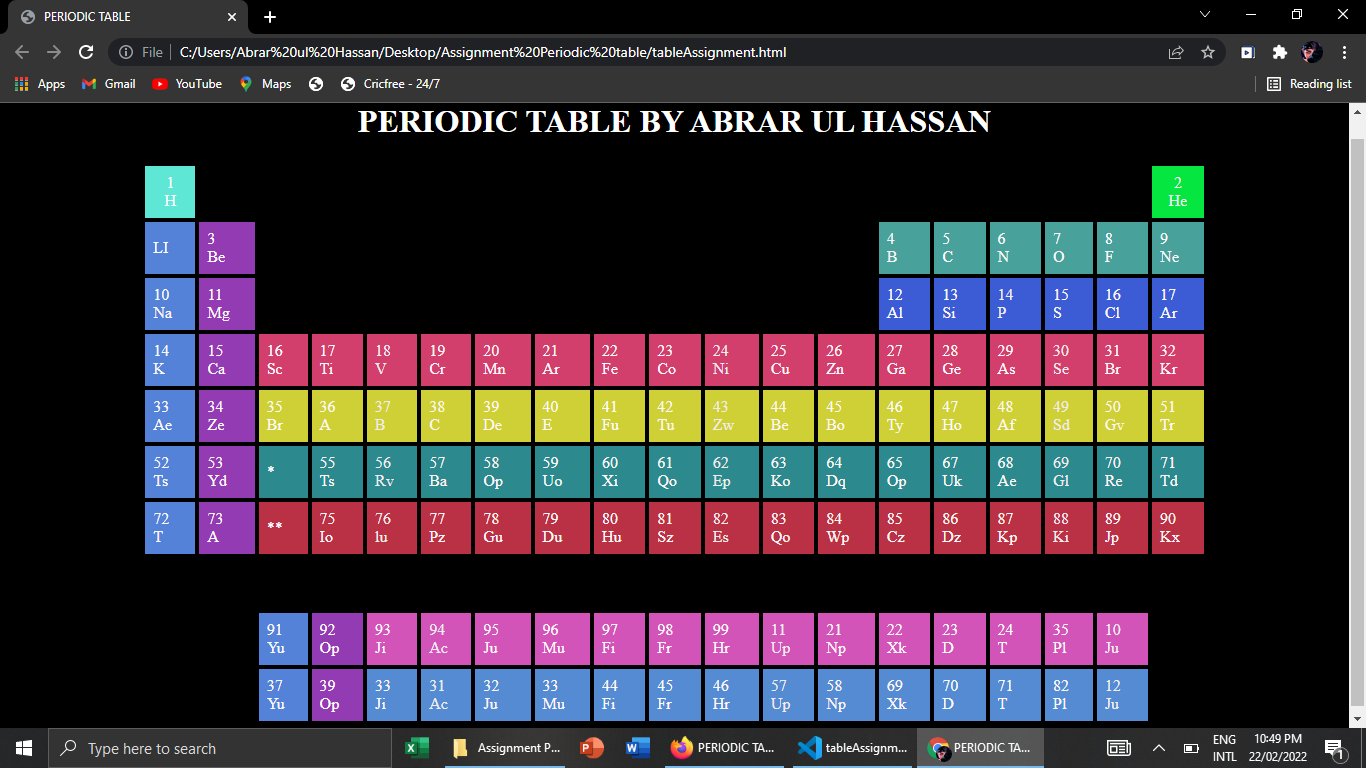 PERIODIC TABLE
File C:/Users/Abrar%20ul%20Hassan/Desktop/Assignment%20Periodic%20table/tableAssignment.html
Apps Gmail YouTube Maps Cricfree - 24/7 Reading list
PERIODIC TABLE BY ABRAR UL HASSAN
1 2
H He
LI 3 4 5 6 7 8 9
Be B C N O F Ne
10 11 12 13 14 15 16 17
Na Mg Al Si P S Cl Ar
14 15 16 17 18 19 20 21 22 23 24 25 26 27 28 29 30 31 32
K Ca Sc Ti V Cr Mn Ar Fe Co Ni Cu Zn Ga Ge As Se Br Kr
33 34 35 36 37 38 39 40 41 42 43 44 45 46 47 48 49 50 51
Ae Ze Br A B C De E Fu Tu Zw Be Bo Ty Ho Af Sd Gv Tr
52 53 * 55 56 57 58 59 60 61 62 63 64 65 67 68 69 70 71
Ts Yd Ts Rv Ba Op Uo Xi Qo Ep Ko Dq Op Uk Ae Gl Re Td
72 73 ** 75 76 77 78 79 80 81 82 83 84 85 86 87 88 89 90
T A Io lu Pz Gu Du Hu Sz Es Qo Wp Cz Dz Kp Ki Jp Kx
91 92 93 94 95 96 97 98 99 11 21 22 23 24 35 10
Yu Op Ji Ac Ju Mu Fi Fr Hr Up Np Xk D T Pl Ju
37 39 33 31 32 33 44 45 46 57 58 69 70 71 82 12
Yu Op Ji Ac Ju Mu Fi Fr Hr Up Np Xk D T Pl Ju
Type here to search Assignment P... PERIODIC TA... tableAssignm... PERIODIC TA... ENG 10:49 PM
INTL 22/02/2022 1